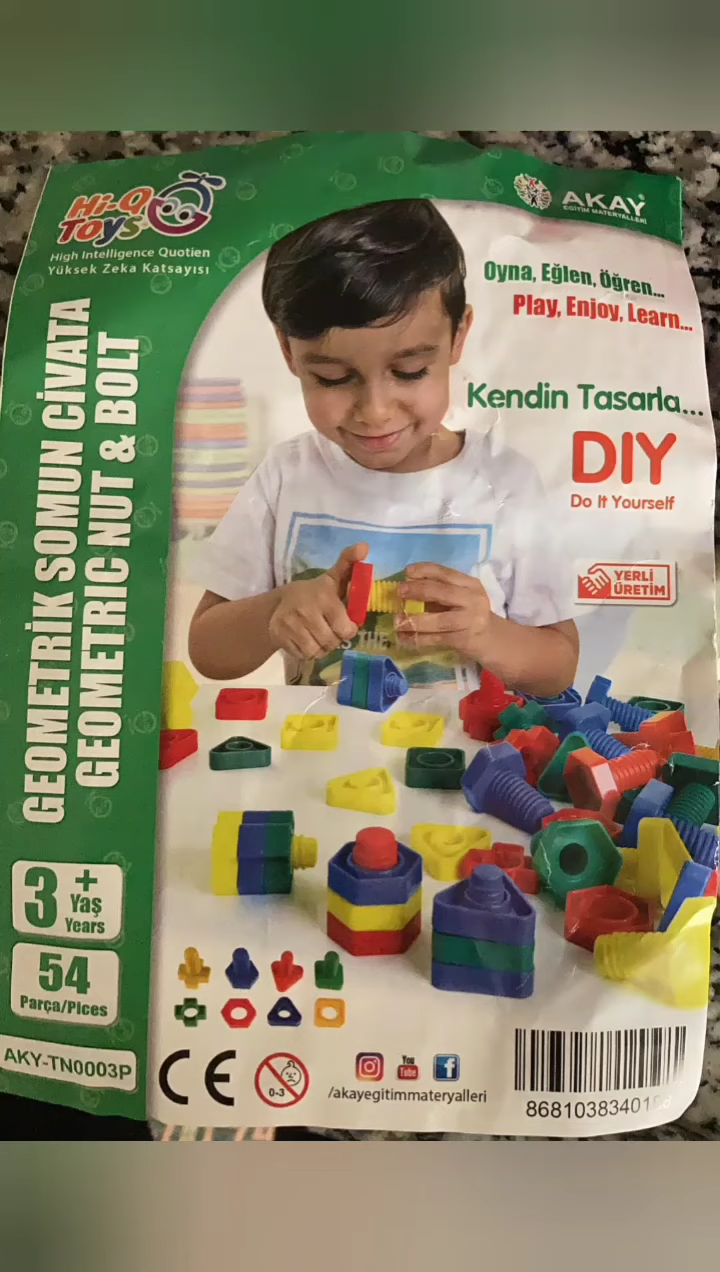 Hi-Q
Toys
High Intelligence Quotien
Yüksek Zeka Katsayısı
AKAY
EĞİTİM MATERYALLERİ
Oyna, Eğlen, Öğren...
Play, Enjoy, Learn...
Kendin Tasarla...
DIY
Do It Yourself
YERLİ
ÜRETİM
GEOMETRİK SOMUN CİVATA
GEOMETRIC NUT & BOLT
3+
Yaş
Years
54
Parça/Pices
AKY-TN0003P
CE
0-3
You
Tube
/akayegitimmateryalleri